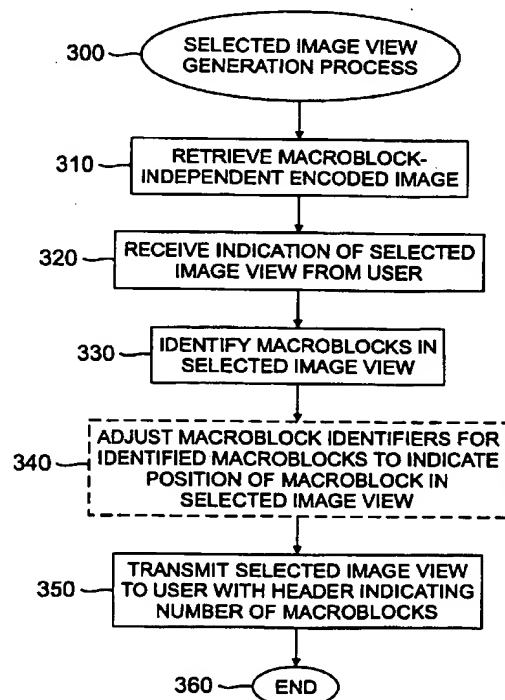 300
SELECTED IMAGE VIEW
GENERATION PROCESS
310
RETRIEVE MACROBLOCK-
INDEPENDENT ENCODED IMAGE
320
RECEIVE INDICATION OF SELECTED
IMAGE VIEW FROM USER
330
IDENTIFY MACROBLOCKS IN
SELECTED IMAGE VIEW
340
ADJUST MACROBLOCK IDENTIFIERS FOR
IDENTIFIED MACROBLOCKS TO INDICATE
POSITION OF MACROBLOCK IN
SELECTED IMAGE VIEW
350
TRANSMIT SELECTED IMAGE VIEW
TO USER WITH HEADER INDICATING
NUMBER OF MACROBLOCKS
360
END